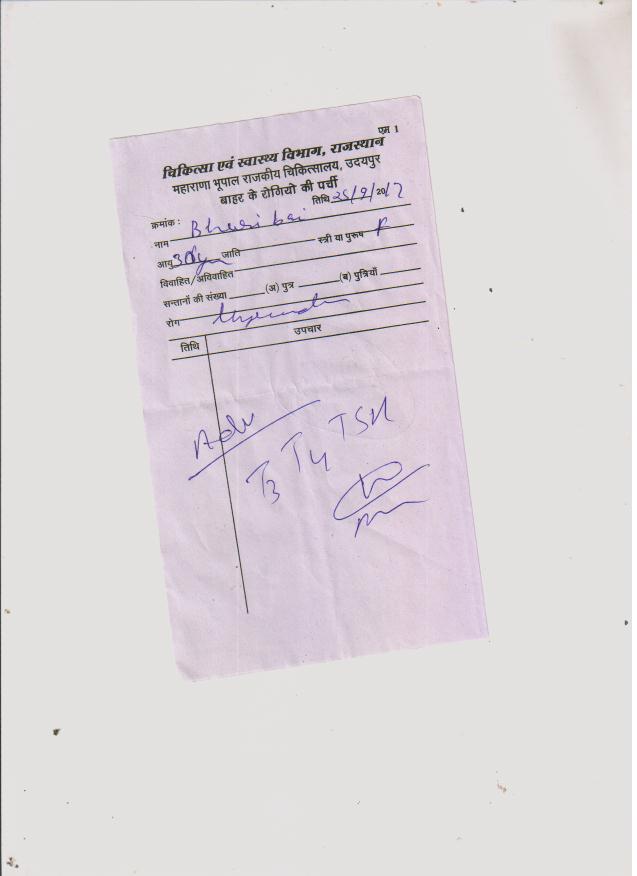 एम 1
चिकित्सा एवं स्वास्थ्य विभाग, राजस्थान
महाराणा भूपाल राजकीय चिकित्सालय, उदयपुर
बाहर के रोगियो की पर्ची
तिथि 25/9/2017
क्रमांक :
नाम Bhuri bai
आयु 30y जाति स्त्री या पुरूष F
विवाहित/अविवाहित
सन्तानों की संख्या (अ) पुत्र (ब) पुत्रियाँ
रोग
तिथि उपचार
Adv
T3 T4 TSH